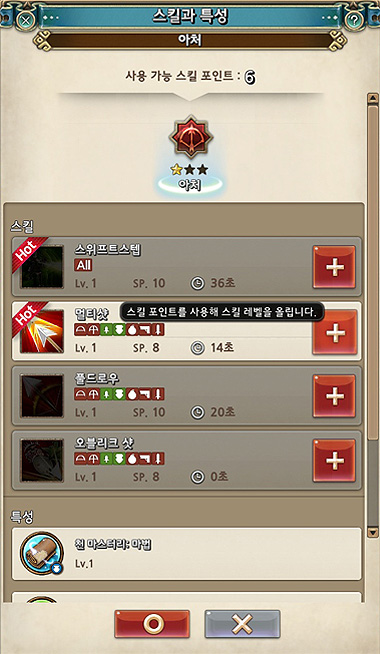 스킬과 특성
?
아처
사용 가능 스킬 포인트 : 6
아처
스킬
Hot
스위프트스텝
All
Lv. 1 SP. 10 36초
Hot
멀티샷
스킬 포인트를 사용해 스킬 레벨을 올립니다.
Lv. 1 SP. 8 14초
풀드로우
Lv. 1 SP. 10 20초
오블리크 샷
Lv. 1 SP. 8 0초
특성
천 마스터리: 마법
Lv.1